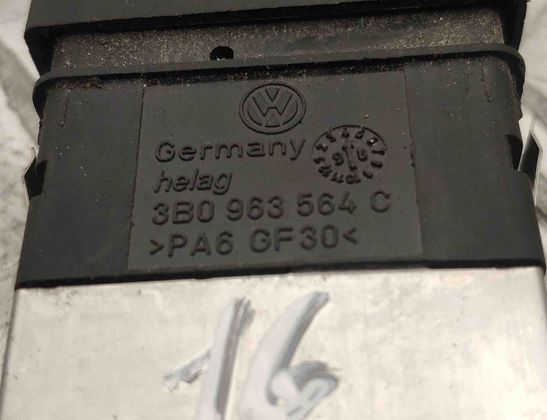 Germany
helag
3B0 963 564 C
>PA6 GF30<
16